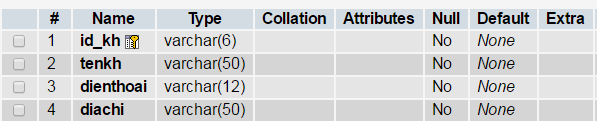 # Name Type Collation Attributes Null Default Extra
1 id_kh varchar(6) No None
2 tenkh varchar(50) No None
3 dienthoai varchar(12) No None
4 diachi varchar(50) No None